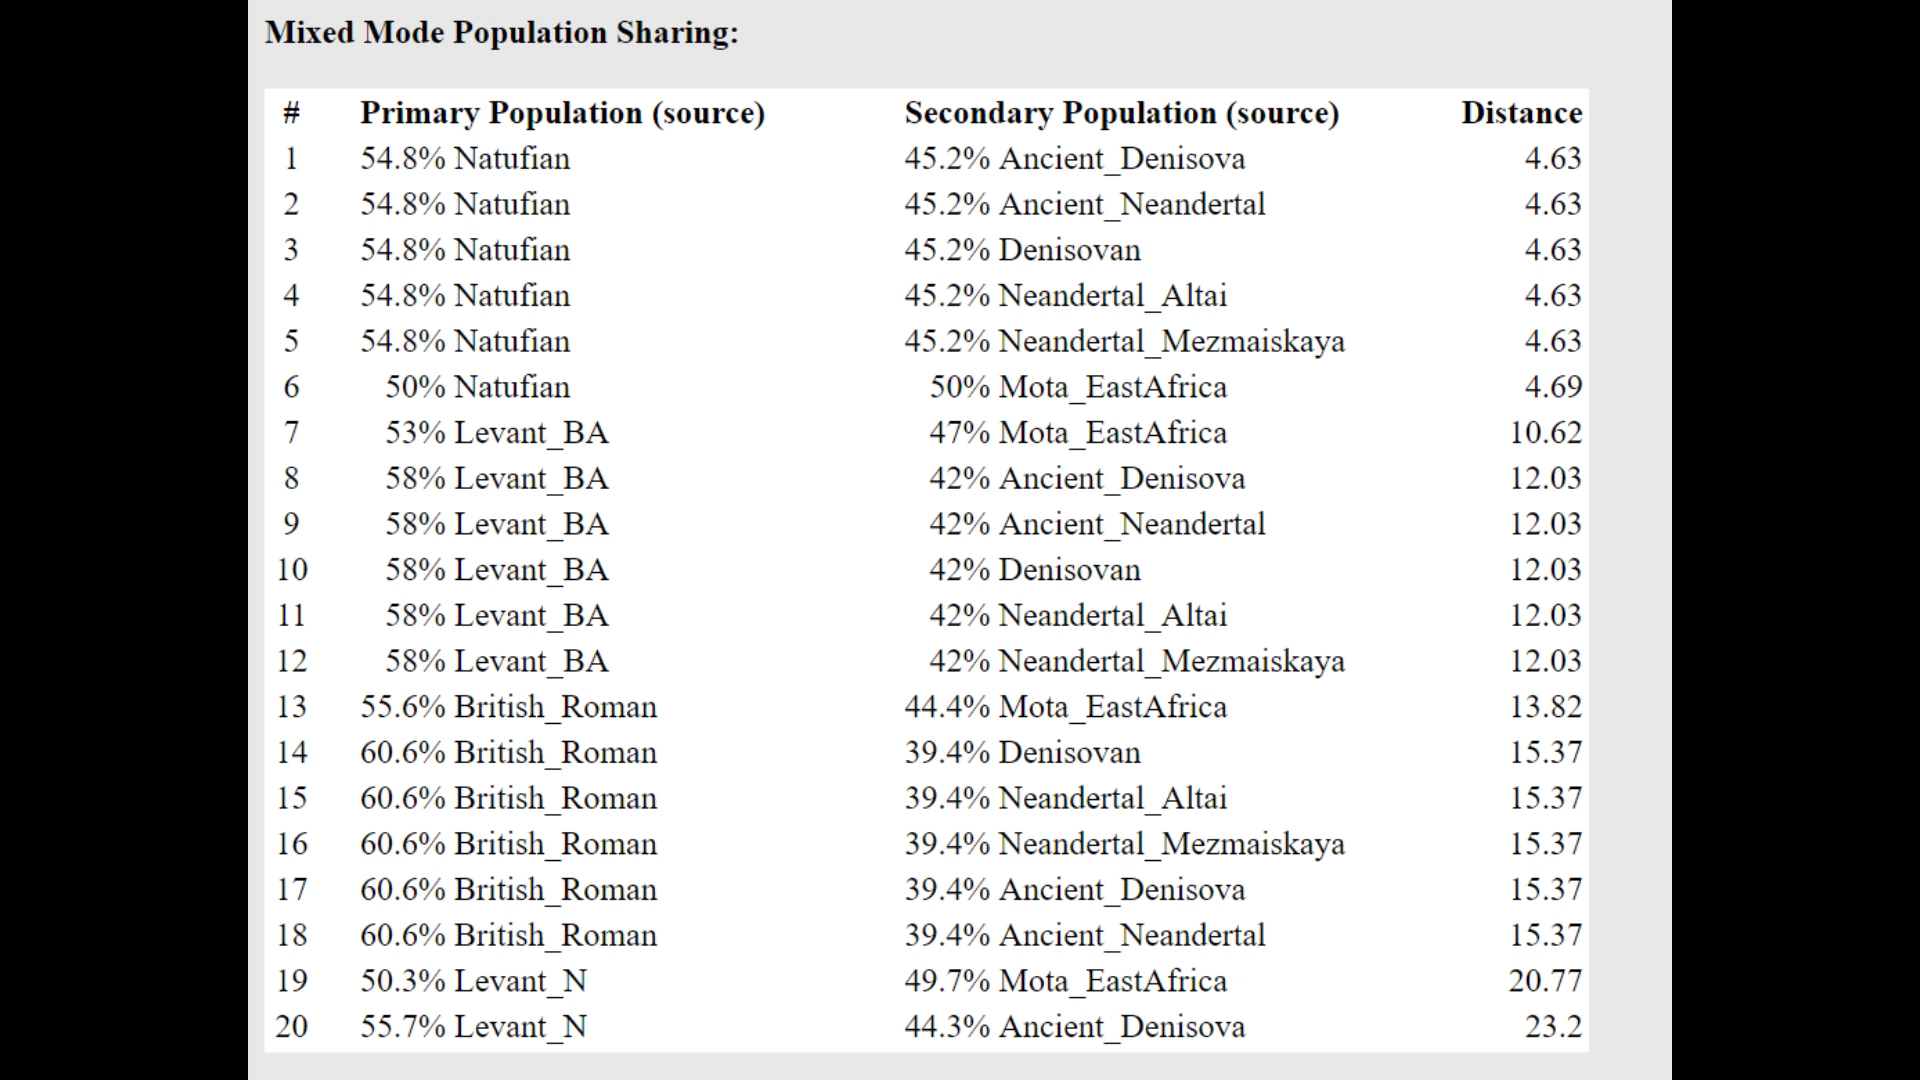 Mixed Mode Population Sharing:
# Primary Population (source) Secondary Population (source) Distance
1 54.8% Natufian 45.2% Ancient_Denisova 4.63
2 54.8% Natufian 45.2% Ancient_Neandertal 4.63
3 54.8% Natufian 45.2% Denisovan 4.63
4 54.8% Natufian 45.2% Neandertal_Altai 4.63
5 54.8% Natufian 45.2% Neandertal_Mezmaiskaya 4.63
6 50% Natufian 50% Mota_EastAfrica 4.69
7 53% Levant_BA 47% Mota_EastAfrica 10.62
8 58% Levant_BA 42% Ancient_Denisova 12.03
9 58% Levant_BA 42% Ancient_Neandertal 12.03
10 58% Levant_BA 42% Denisovan 12.03
11 58% Levant_BA 42% Neandertal_Altai 12.03
12 58% Levant_BA 42% Neandertal_Mezmaiskaya 12.03
13 55.6% British_Roman 44.4% Mota_EastAfrica 13.82
14 60.6% British_Roman 39.4% Denisovan 15.37
15 60.6% British_Roman 39.4% Neandertal_Altai 15.37
16 60.6% British_Roman 39.4% Neandertal_Mezmaiskaya 15.37
17 60.6% British_Roman 39.4% Ancient_Denisova 15.37
18 60.6% British_Roman 39.4% Ancient_Neandertal 15.37
19 50.3% Levant_N 49.7% Mota_EastAfrica 20.77
20 55.7% Levant_N 44.3% Ancient_Denisova 23.2